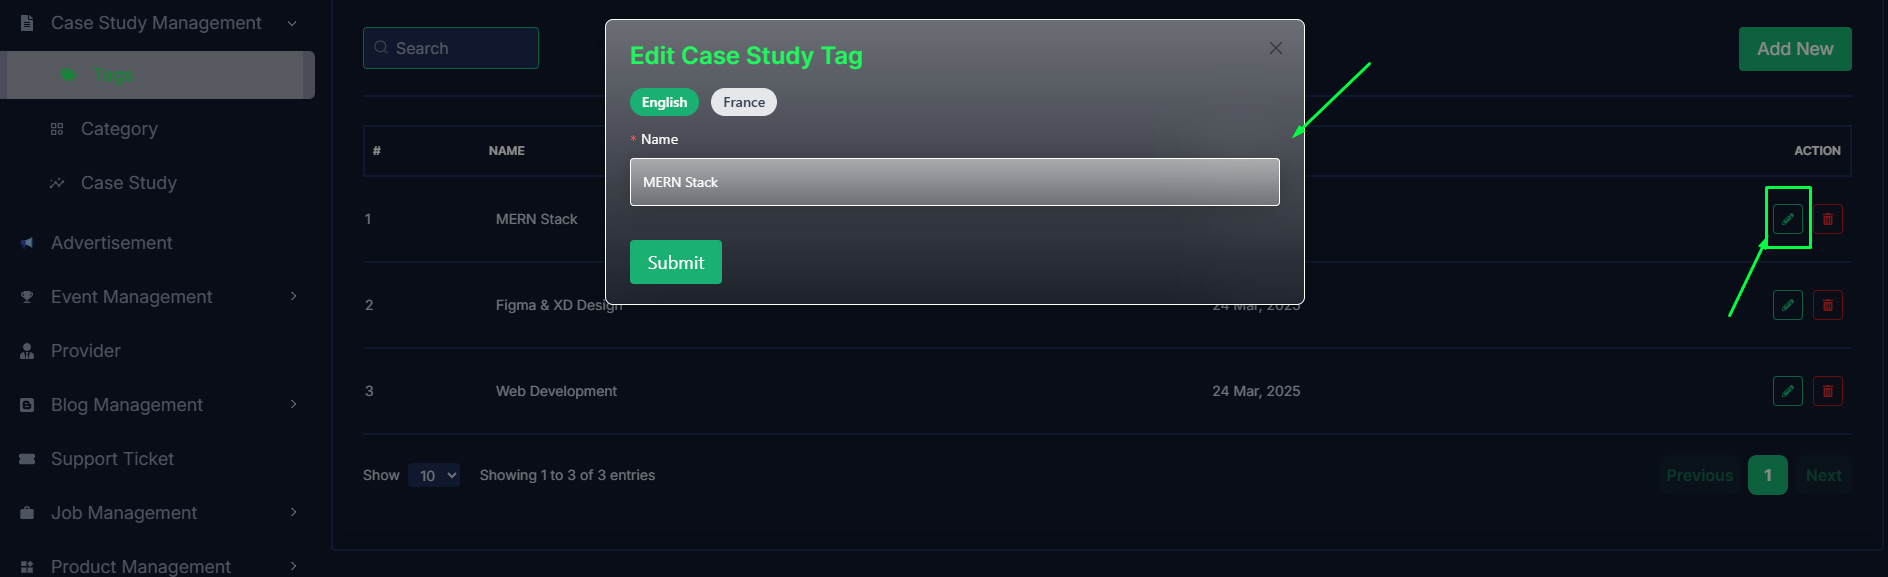 Case Study Management
Tags
Category
Case Study
Advertisement
Event Management
Provider
Blog Management
Support Ticket
Job Management
Product Management
Search
Add New
Edit Case Study Tag
English France
* Name
MERN Stack
Submit
# NAME ACTION
1 MERN Stack
2 Figma & XD Design 24 Mar, 2025
3 Web Development 24 Mar, 2025
Show 10 Showing 1 to 3 of 3 entries Previous 1 Next